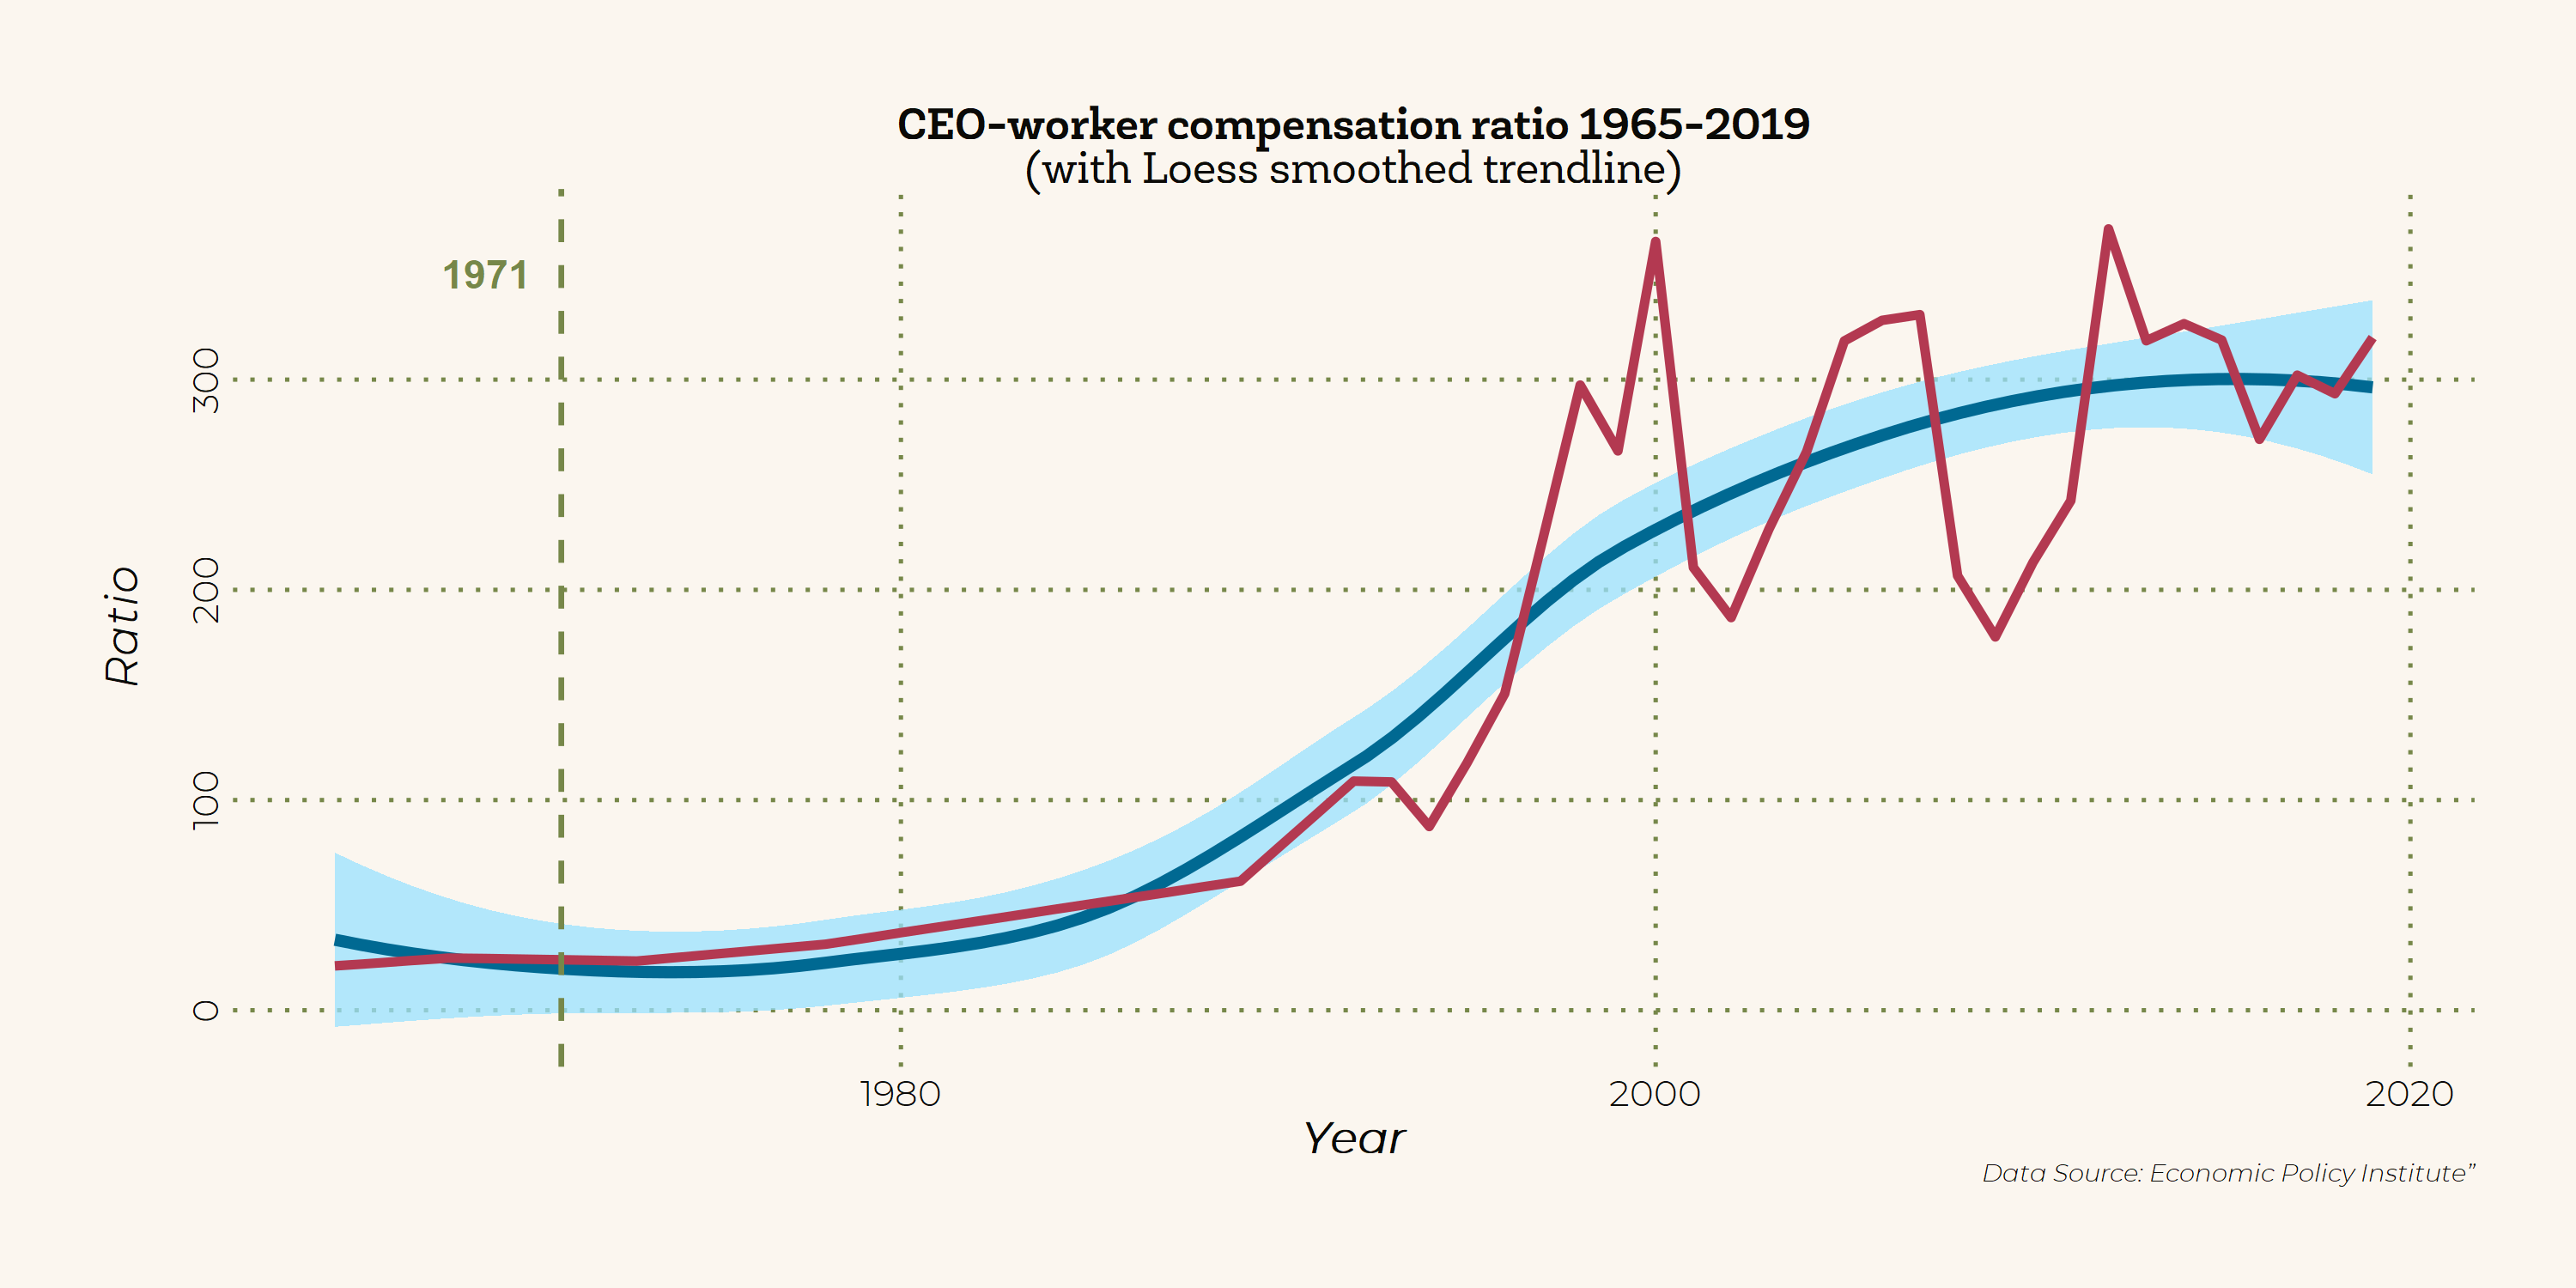 CEO-worker compensation ratio 1965-2019
(with Loess smoothed trendline)
1971
300
200
100
0
Ratio
1980
2000
2020
Year
Data Source: Economic Policy Institute”